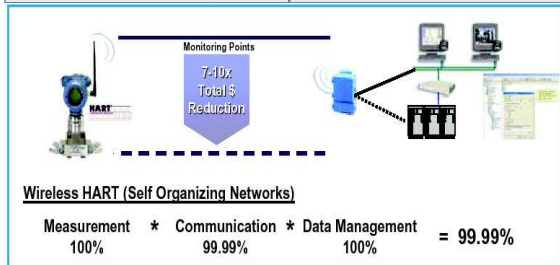 Monitoring Points
7-10x
Total $
Reduction
HART
Wireless HART (Self Organizing Networks)
Measurement * Communication * Data Management = 99.99%
100% 99.99% 100%